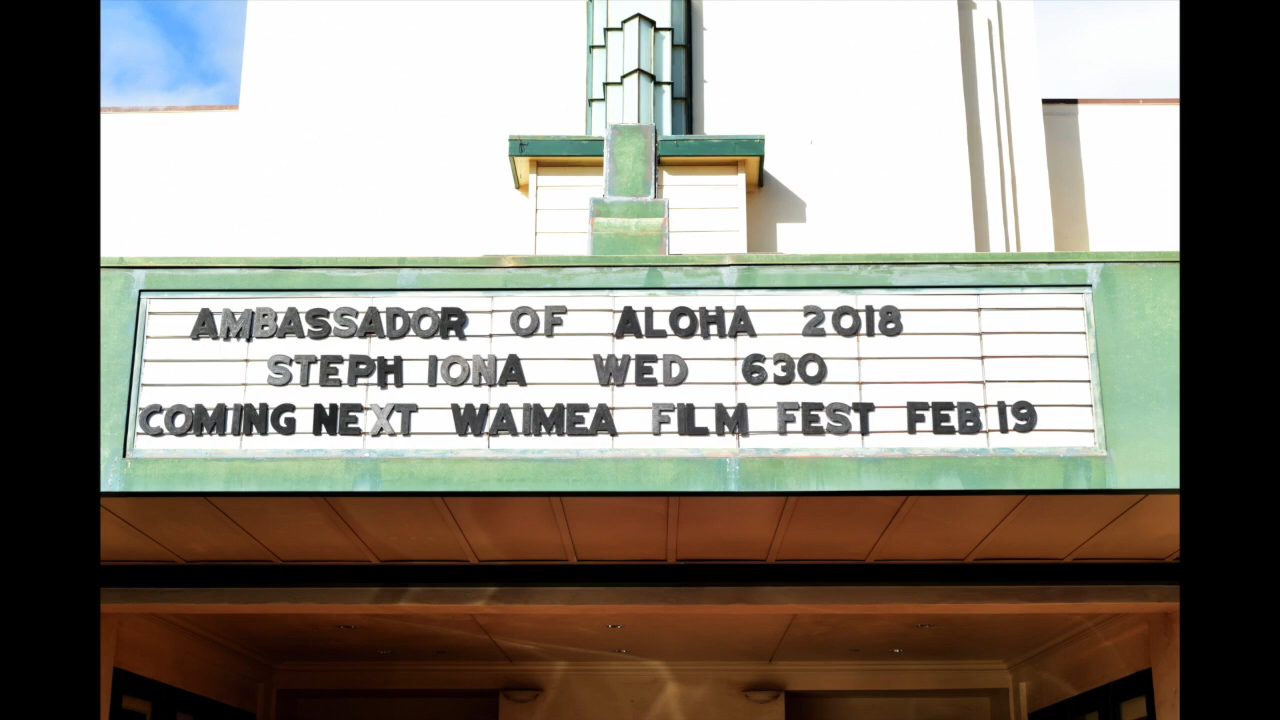 AMBASSADOR OF ALOHA 2018
STEPH IONA WED 630
COMING NEXT WAIMEA FILM FEST FEB 19